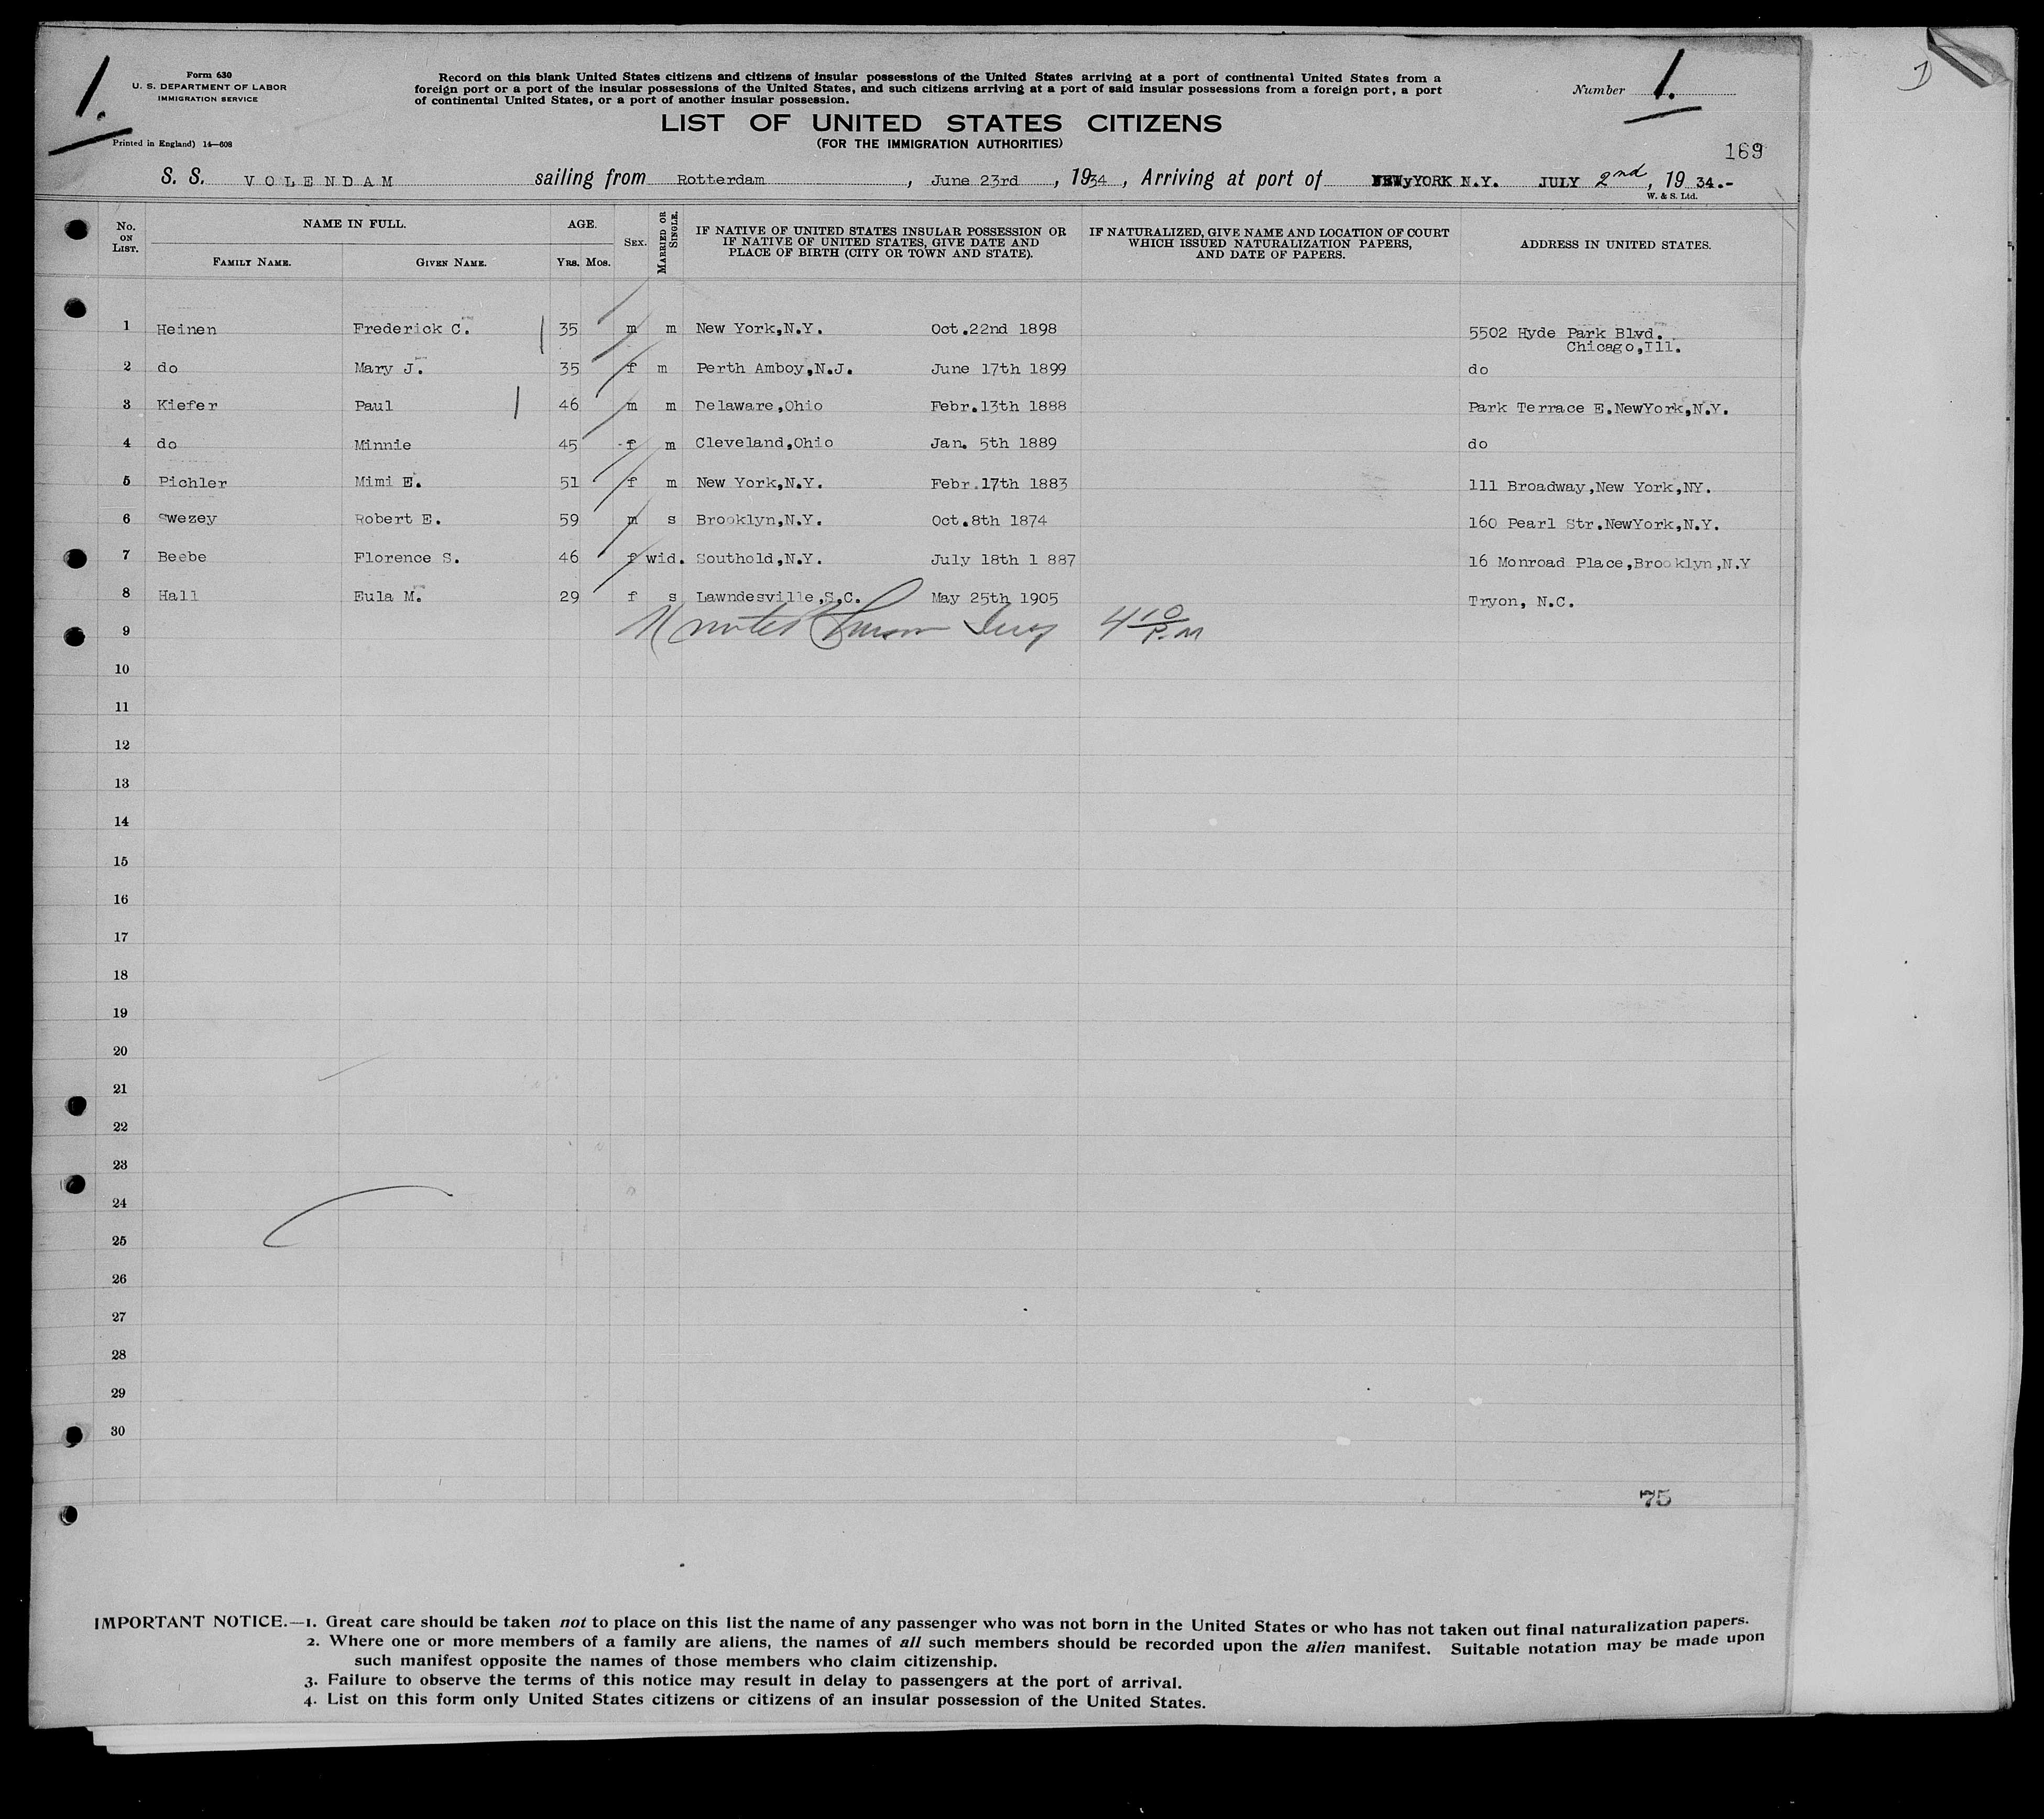 1.
Form 630
U. S. DEPARTMENT OF LABOR
IMMIGRATION SERVICE
Printed in England) 14—608
Record on this blank United States citizens and citizens of insular possessions of the United States arriving at a port of continental United States from a
foreign port or a port of the insular possessions of the United States, and such citizens arriving at a port of said insular possessions from a foreign port, a port
of continental United States, or a port of another insular possession.
Number 1.
LIST OF UNITED STATES CITIZENS
(FOR THE IMMIGRATION AUTHORITIES)
169
S. S. VOLENDAM sailing from Rotterdam, June 23rd, 1934, Arriving at port of NEWyYORK N.Y. JULY 2nd, 19 34.-
W. & S. Ltd.
No. ON LIST. NAME IN FULL. FAMILY NAME. GIVEN NAME. AGE. YRS. MOS. SEX. MARRIED OR SINGLE. IF NATIVE OF UNITED STATES INSULAR POSSESSION OR IF NATIVE OF UNITED STATES, GIVE DATE AND PLACE OF BIRTH (CITY OR TOWN AND STATE). IF NATURALIZED, GIVE NAME AND LOCATION OF COURT WHICH ISSUED NATURALIZATION PAPERS, AND DATE OF PAPERS. ADDRESS IN UNITED STATES.
1 Heinen Frederick C. 35 m m New York,N.Y. Oct.22nd 1898 5502 Hyde Park Blvd.
Chicago,Ill.
2 do Mary J. 35 f m Perth Amboy,N.J. June 17th 1899 do
3 Kiefer Paul 46 m m Delaware,Ohio Febr.13th 1888 Park Terrace E.NewYork,N.Y.
4 do Minnie 45 f m Cleveland,Ohio Jan. 5th 1889 do
5 Pichler Mimi E. 51 f m New York,N.Y. Febr.17th 1883 111 Broadway,New York,NY.
6 Swezey Robert E. 59 m s Brooklyn,N.Y. Oct.8th 1874 160 Pearl Str.NewYork,N.Y.
7 Beebe Florence S. 46 f wid. Southold,N.Y. July 18th 1 887 16 Monroad Place,Brooklyn,N.Y
8 Hall Eula M. 29 f s Lawndesville,S,C. May 25th 1905 Tryon, N.C.
9 noted 4 10 P.M
10
11
12
13
14
15
16
17
18
19
20
21
22
23
24
25
26
27
28
29
30
75
IMPORTANT NOTICE.—1. Great care should be taken not to place on this list the name of any passenger who was not born in the United States or who has not taken out final naturalization papers.
2. Where one or more members of a family are aliens, the names of all such members should be recorded upon the alien manifest. Suitable notation may be made upon
such manifest opposite the names of those members who claim citizenship.
3. Failure to observe the terms of this notice may result in delay to passengers at the port of arrival.
4. List on this form only United States citizens or citizens of an insular possession of the United States.